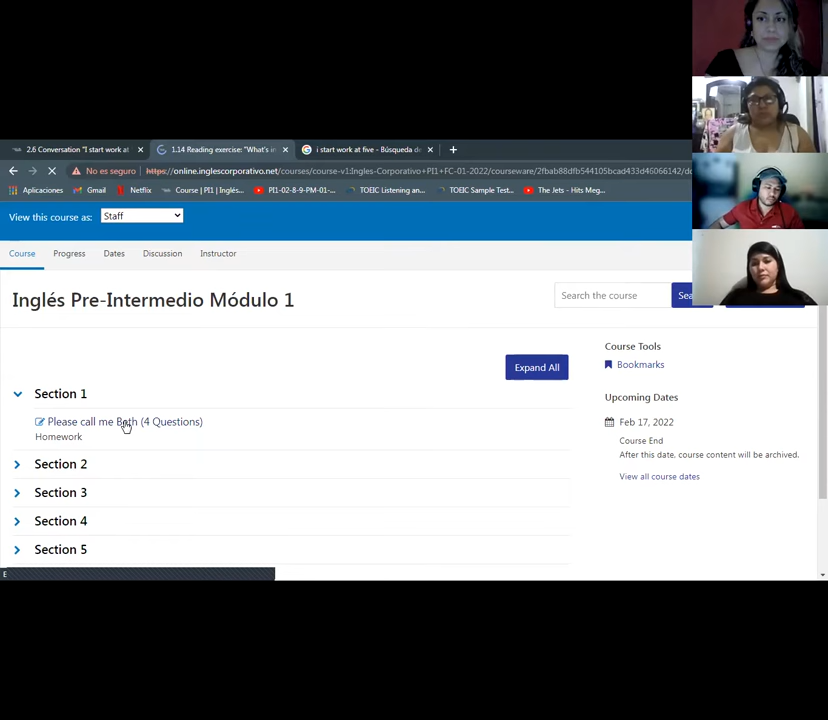 2.6 Conversation "I start work at
1.14 Reading exercise: "What's in
i start work at five - Búsqueda de
No es seguro
https://online.inglescorporativo.net/courses/course-v1:Ingles-Corporativo+PI1+FC-01-2022/courseware/2fbab88dfb544105bcad433d46066142/dc
Aplicaciones
Gmail
Netflix
Course | PI1 | Inglés...
PI1-02-8-9-PM-01-...
TOEIC Listening an...
TOEIC Sample Test...
The Jets - Hits Meg...
View this course as:
Staff
Course
Progress
Dates
Discussion
Instructor
Inglés Pre-Intermedio Módulo 1
Search the course
Sea
Expand All
Section 1
Please call me Beth (4 Questions)
Homework
Section 2
Section 3
Section 4
Section 5
Course Tools
Bookmarks
Upcoming Dates
Feb 17, 2022
Course End
After this date, course content will be archived.
View all course dates
E